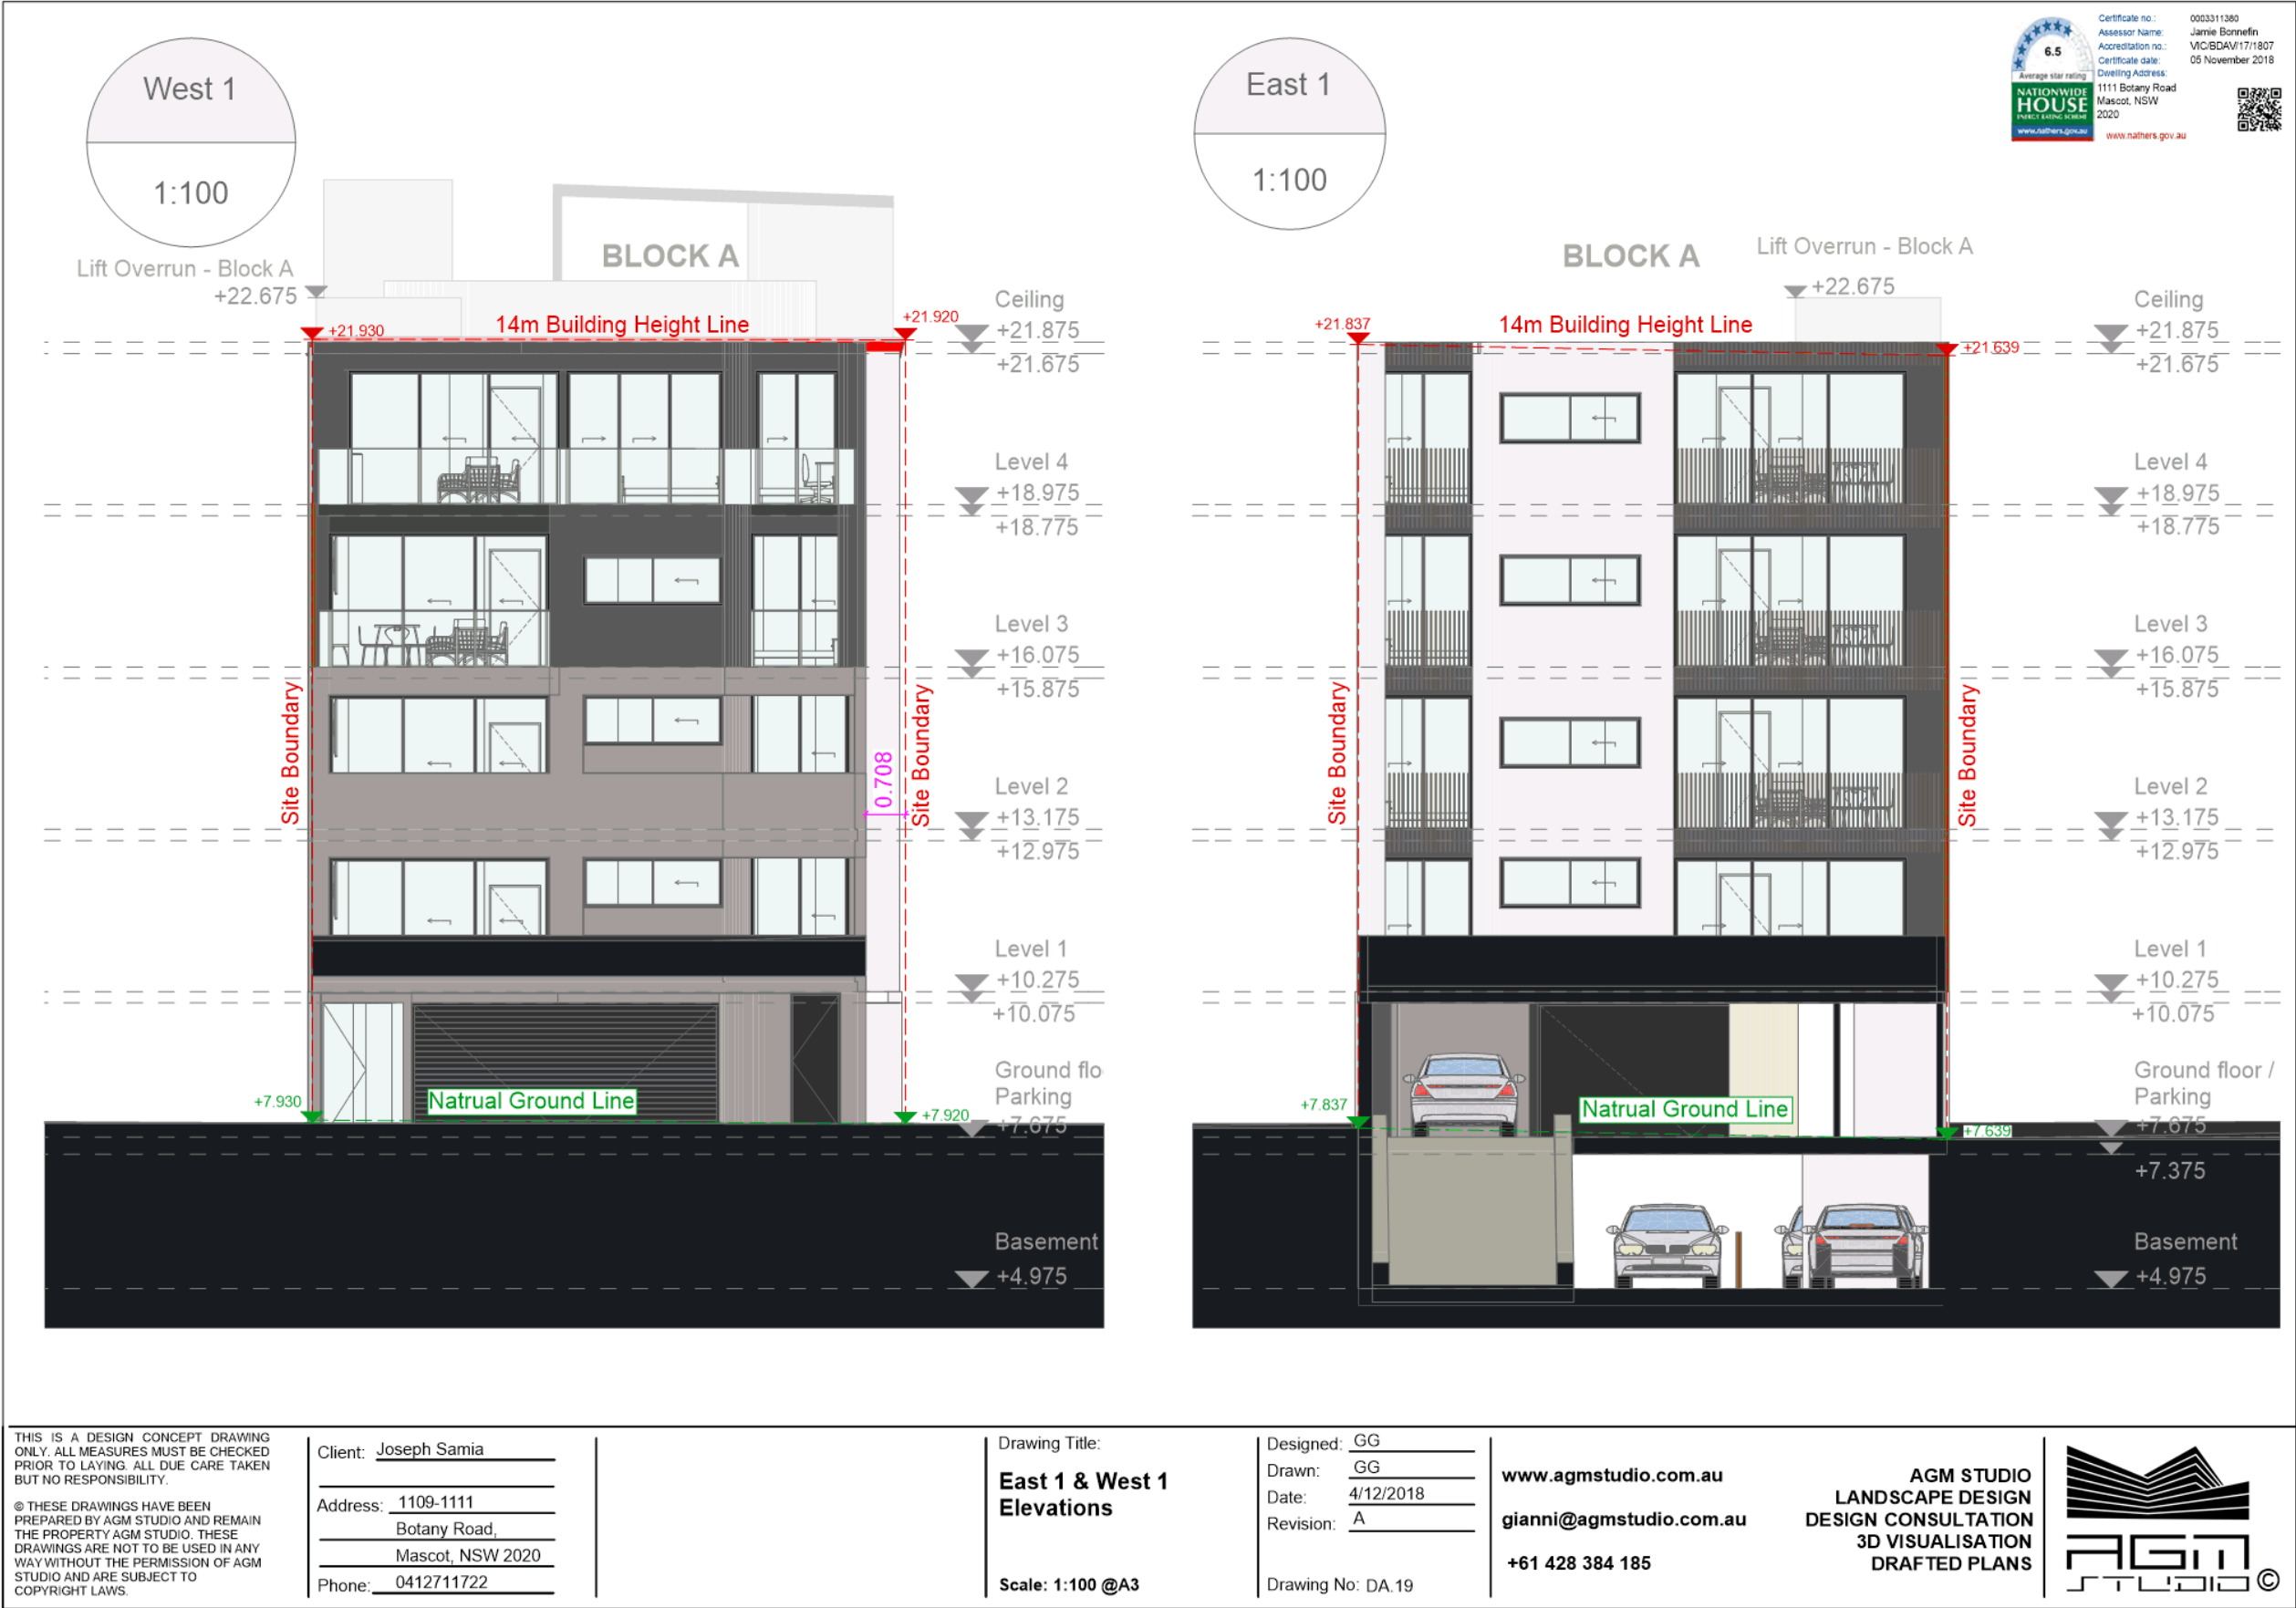 West 1
1:100
East 1
1:100
6.5
Average star rating
NATIONWIDE
HOUSE
ENERGY RATING SCHEME
www.nathers.gov.au
Certificate no.: 0003311380
Assessor Name: Jamie Bonnefin
Accreditation no.: VIC/BDAV/17/1807
Certificate date: 05 November 2018
Dwelling Address:
1111 Botany Road
Mascot, NSW
2020
www.nathers.gov.au
Lift Overrun - Block A
+22.675
BLOCK A
+21.930
14m Building Height Line
+21.920
Ceiling
+21.875
+21.675
Level 4
+18.975
+18.775
Level 3
+16.075
+15.875
Site Boundary
0.708
Site Boundary
Level 2
+13.175
+12.975
Level 1
+10.275
+10.075
Ground flo
Parking
+7.675
+7.930
Natrual Ground Line
+7.920
Basement
+4.975
BLOCK A
Lift Overrun - Block A
+22.675
+21.837
14m Building Height Line
+21.639
Ceiling
+21.875
+21.675
Level 4
+18.975
+18.775
Level 3
+16.075
+15.875
Site Boundary
Site Boundary
Level 2
+13.175
+12.975
Level 1
+10.275
+10.075
Ground floor /
Parking
+7.675
+7.837
Natrual Ground Line
+7.639
+7.375
Basement
+4.975
THIS IS A DESIGN CONCEPT DRAWING
ONLY. ALL MEASURES MUST BE CHECKED
PRIOR TO LAYING. ALL DUE CARE TAKEN
BUT NO RESPONSIBILITY.
© THESE DRAWINGS HAVE BEEN
PREPARED BY AGM STUDIO AND REMAIN
THE PROPERTY AGM STUDIO. THESE
DRAWINGS ARE NOT TO BE USED IN ANY
WAY WITHOUT THE PERMISSION OF AGM
STUDIO AND ARE SUBJECT TO
COPYRIGHT LAWS.
Client: Joseph Samia
Address: 1109-1111
Botany Road,
Mascot, NSW 2020
Phone: 0412711722
Drawing Title:
East 1 & West 1
Elevations
Scale: 1:100 @A3
Designed: GG
Drawn: GG
Date: 4/12/2018
Revision: A
Drawing No: DA.19
www.agmstudio.com.au
gianni@agmstudio.com.au
+61 428 384 185
AGM STUDIO
LANDSCAPE DESIGN
DESIGN CONSULTATION
3D VISUALISATION
DRAFTED PLANS
AGM
STUDIO ©